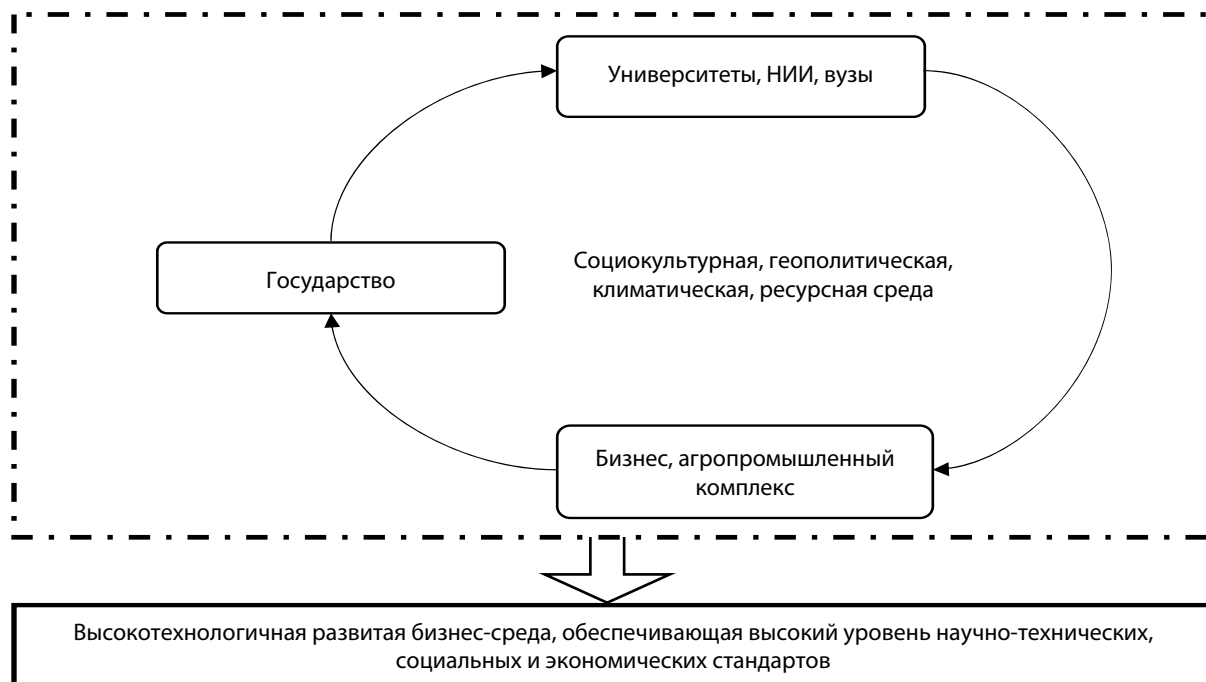 Университеты, НИИ, вузы
Государство
Социокультурная, геополитическая,
климатическая, ресурсная среда
Бизнес, агропромышленный
комплекс
Высокотехнологичная развитая бизнес-среда, обеспечивающая высокий уровень научно-технических,
социальных и экономических стандартов